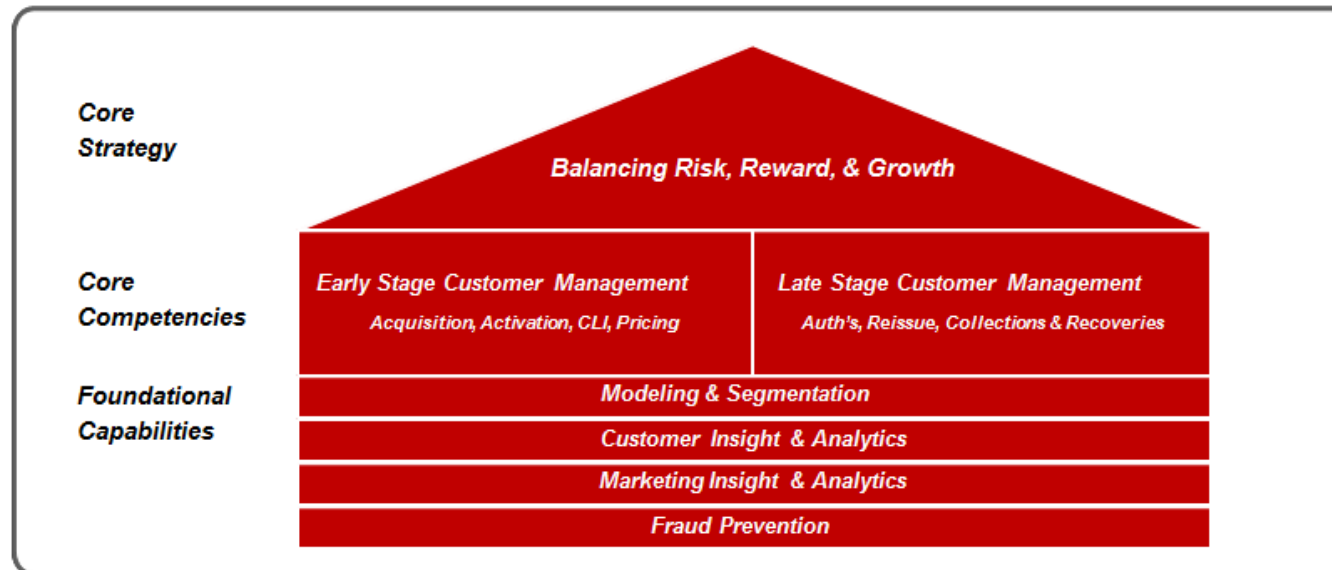 Core
Strategy
Balancing Risk, Reward, & Growth
Core
Competencies
Early Stage Customer Management
Acquisition, Activation, CLI, Pricing
Late Stage Customer Management
Auth's, Reissue, Collections & Recoveries
Foundational
Capabilities
Modeling & Segmentation
Customer Insight & Analytics
Marketing Insight & Analytics
Fraud Prevention